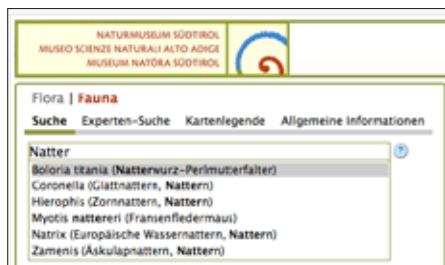 NATURMUSEUM SÜDTIROL
MUSEO SCIENZE NATURALI ALTO ADIGE
MUSEUM NATÖRA SÜDTIROL
Flora | Fauna
Suche Experten-Suche Kartenlegende Allgemeine Informationen
Natter
Boloria titania (Natterwurz-Perlmutterfalter)
Coronella (Glattnattern, Nattern)
Hierophis (Zornnattern, Nattern)
Myotis nattereri (Fransenfledermaus)
Natrix (Europäische Wassernattern, Nattern)
Zamenis (Äskulapnattern, Nattern)